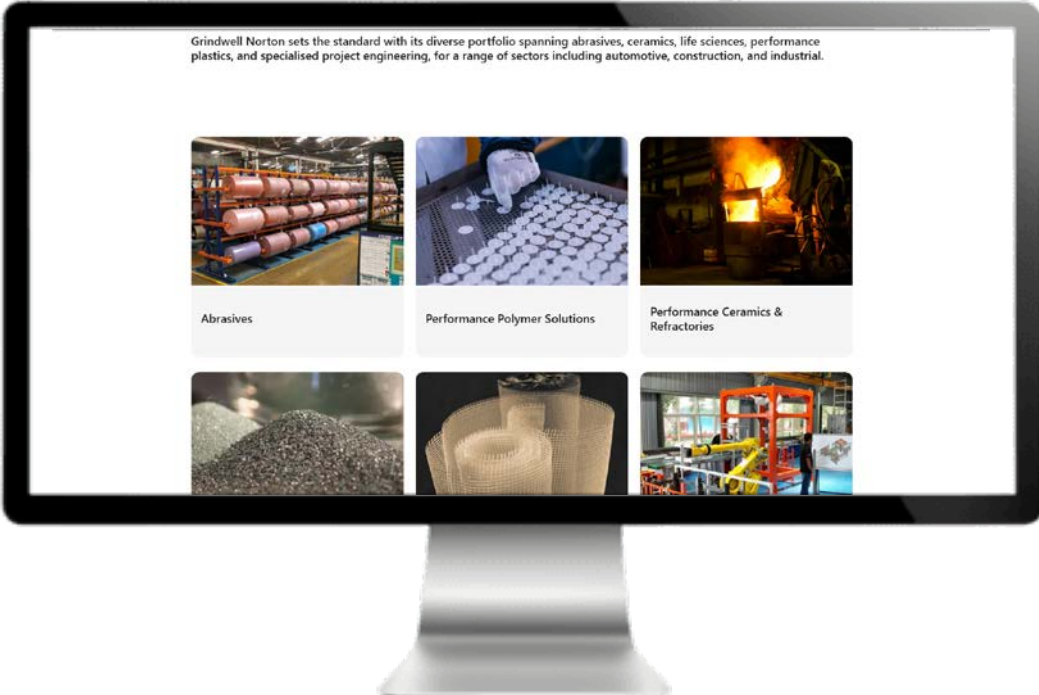 Grindwell Norton sets the standard with its diverse portfolio spanning abrasives, ceramics, life sciences, performance
plastics, and specialised project engineering, for a range of sectors including automotive, construction, and industrial.
Abrasives
Performance Polymer Solutions
Performance Ceramics &
Refractories